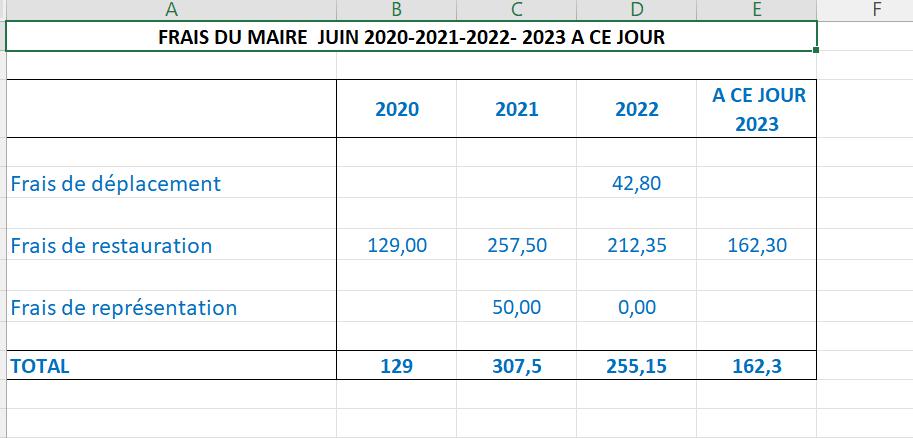 A B C D E F
FRAIS DU MAIRE  JUIN 2020-2021-2022- 2023 A CE JOUR
2020 2021 2022 A CE JOUR
2023
Frais de déplacement 42,80
Frais de restauration 129,00 257,50 212,35 162,30
Frais de représentation 50,00 0,00
TOTAL 129 307,5 255,15 162,3